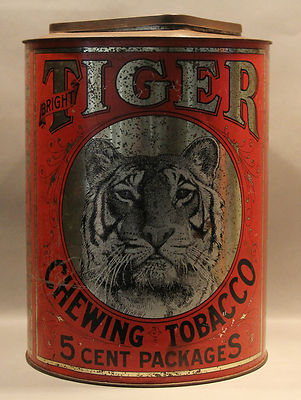 BRIGHT
TIGER
CHEWING TOBACCO
5 CENT PACKAGES